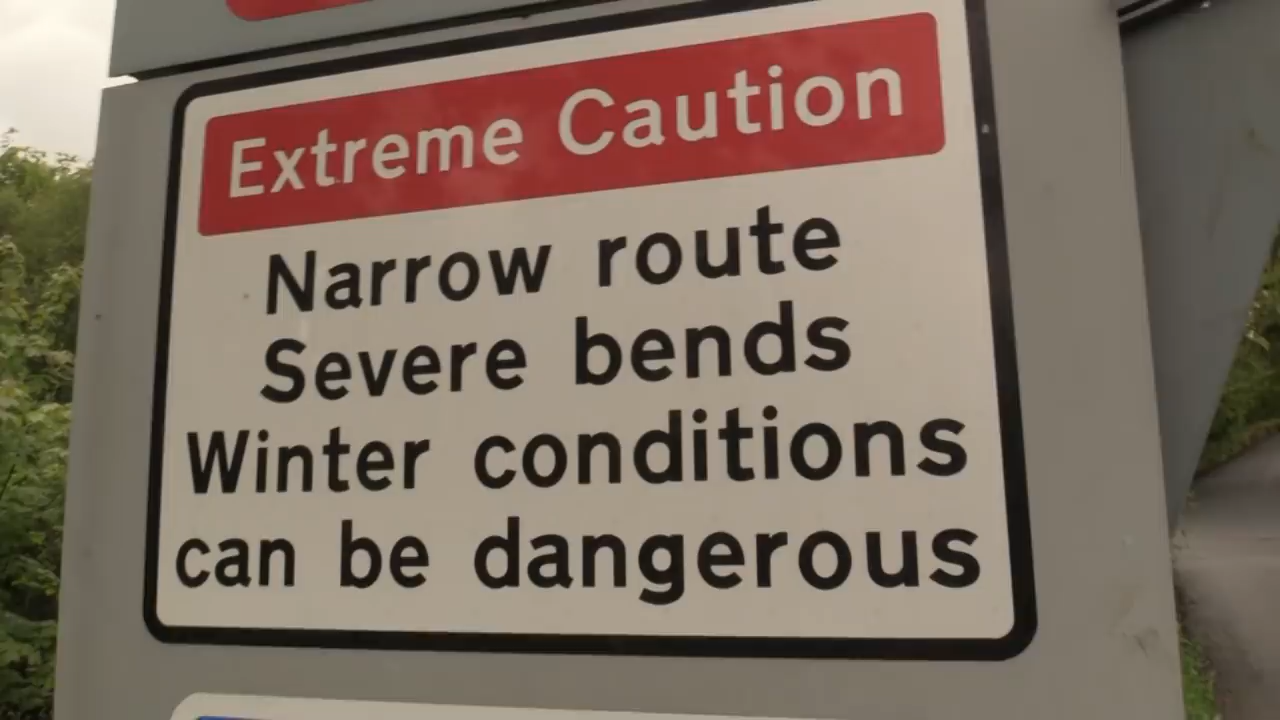 Extreme Caution
Narrow route
Severe bends
Winter conditions
can be dangerous